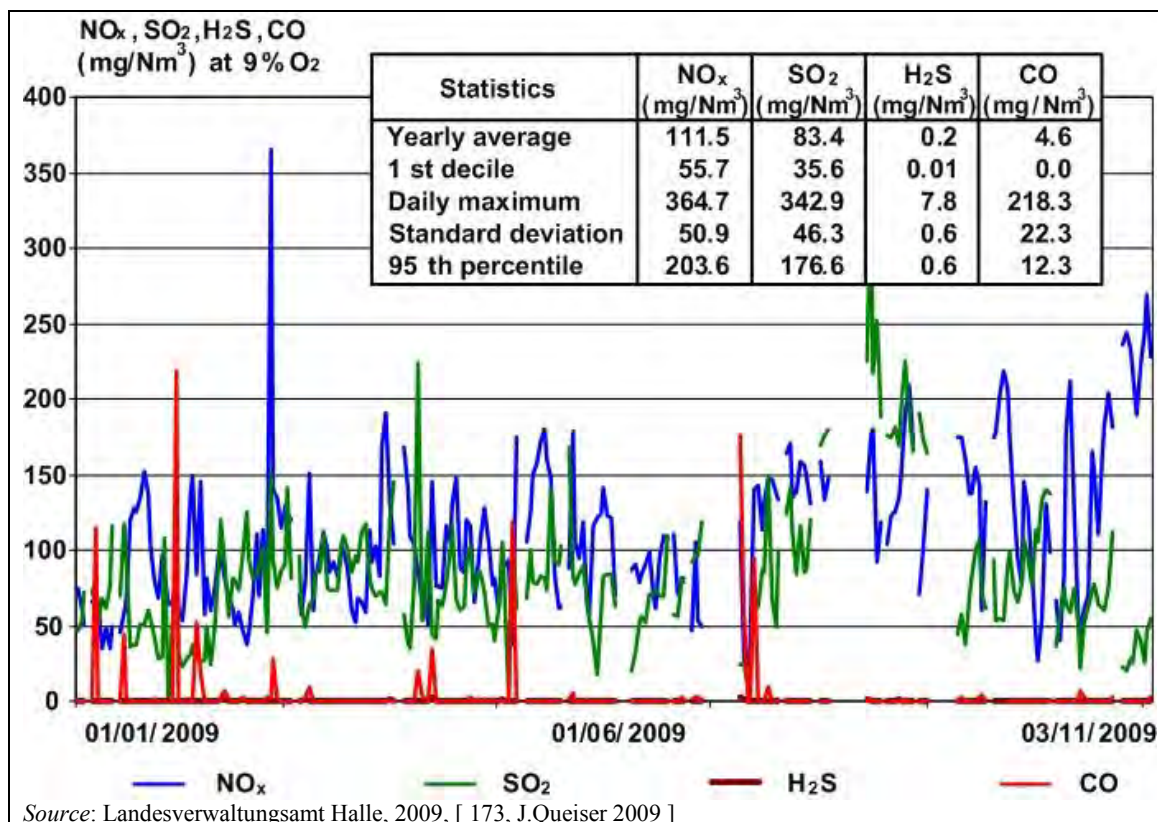 NOx, SO2, H2S, CO
(mg/Nm3) at 9% O2
Statistics NOx (mg/Nm3) SO2 (mg/Nm3) H2S (mg/Nm3) CO (mg/Nm3)
Yearly average 111.5 83.4 0.2 4.6
1 st decile 55.7 35.6 0.01 0.0
Daily maximum 364.7 342.9 7.8 218.3
Standard deviation 50.9 46.3 0.6 22.3
95 th percentile 203.6 176.6 0.6 12.3
400
350
300
250
200
150
100
50
0
01/01/2009 01/06/2009 03/11/2009
NOx SO2 H2S CO
Source: Landesverwaltungsamt Halle, 2009, [ 173, J.Queiser 2009 ]